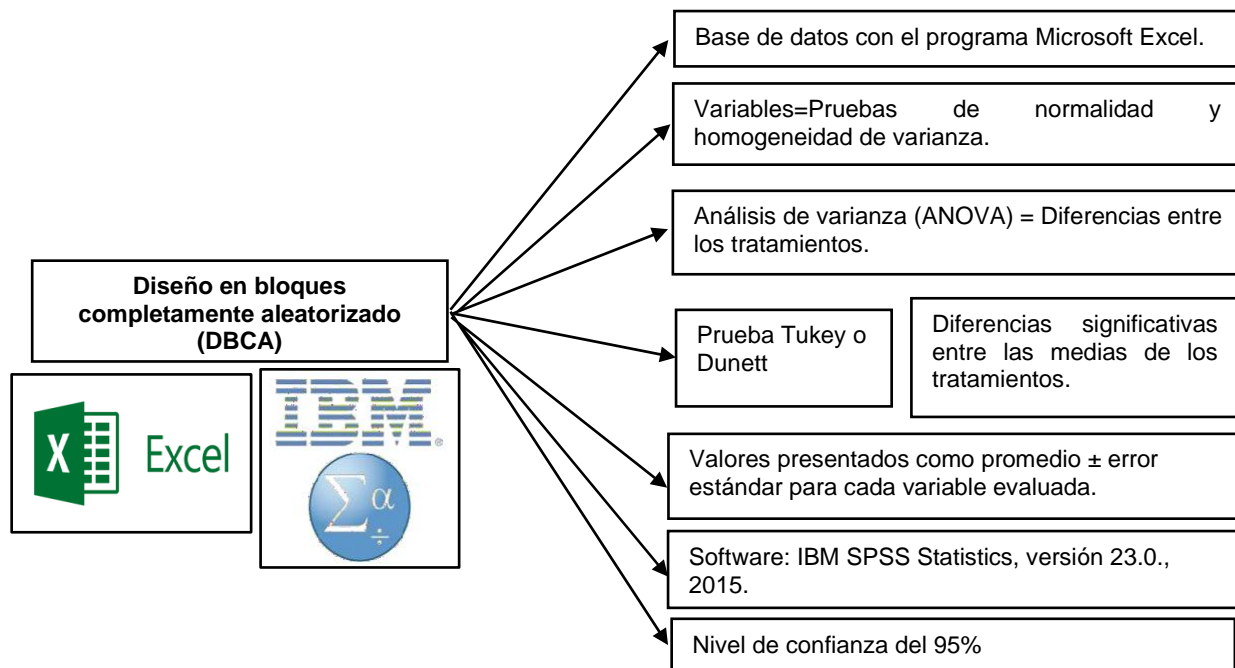 Base de datos con el programa Microsoft Excel.
Variables=Pruebas de normalidad y
homogeneidad de varianza.
Análisis de varianza (ANOVA) = Diferencias entre
los tratamientos.
Diseño en bloques
completamente aleatorizado
(DBCA)
Prueba Tukey o
Dunett
Diferencias significativas
entre las medias de los
tratamientos.
X Excel
IBM®
Σ α ÷
Valores presentados como promedio ± error
estándar para cada variable evaluada.
Software: IBM SPSS Statistics, versión 23.0.,
2015.
Nivel de confianza del 95%